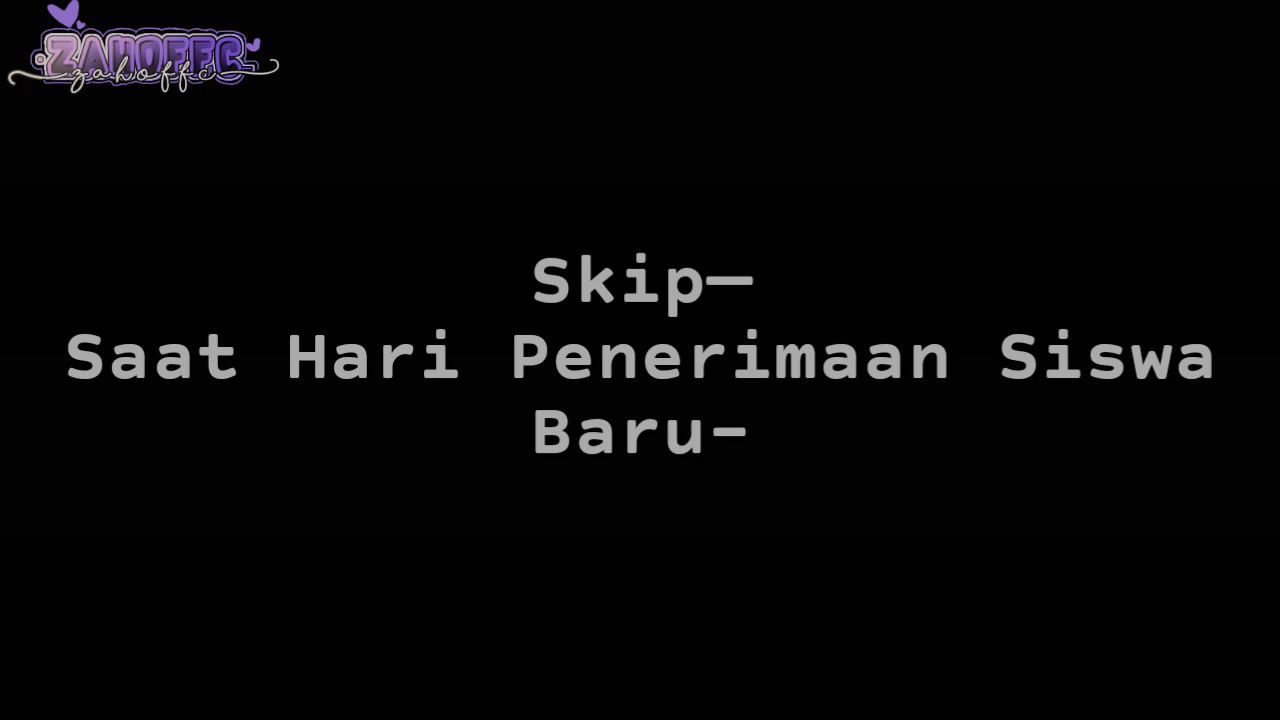 ZAHOFFC
zahoffc
Skip—
Saat Hari Penerimaan Siswa
Baru-